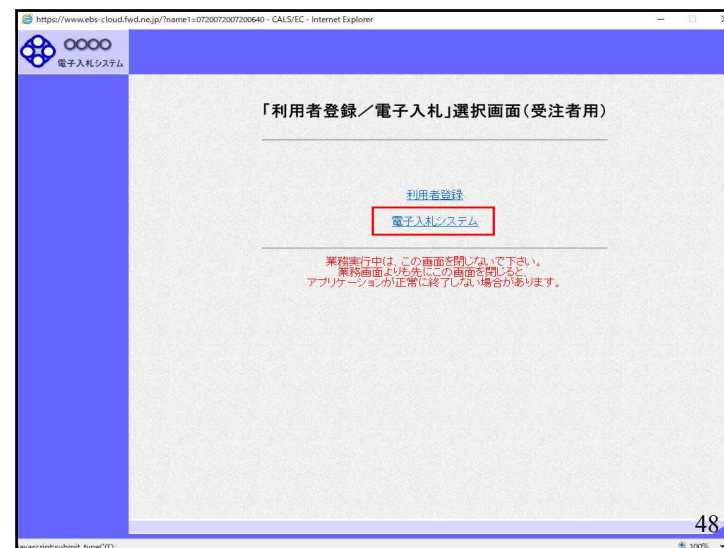 https://www.ebs-cloud.fwd.ne.jp/?name1=0720072007200640 - CALS/EC - Internet Explorer
○○○○
電子入札システム
「利用者登録／電子入札」選択画面(受注者用)
利用者登録
電子入札システム
業務実行中は、この画面を閉じないで下さい。
業務画面よりも先にこの画面を閉じると、
アプリケーションが正常に終了しない場合があります。
48
avascript:submit_type('0');
100%